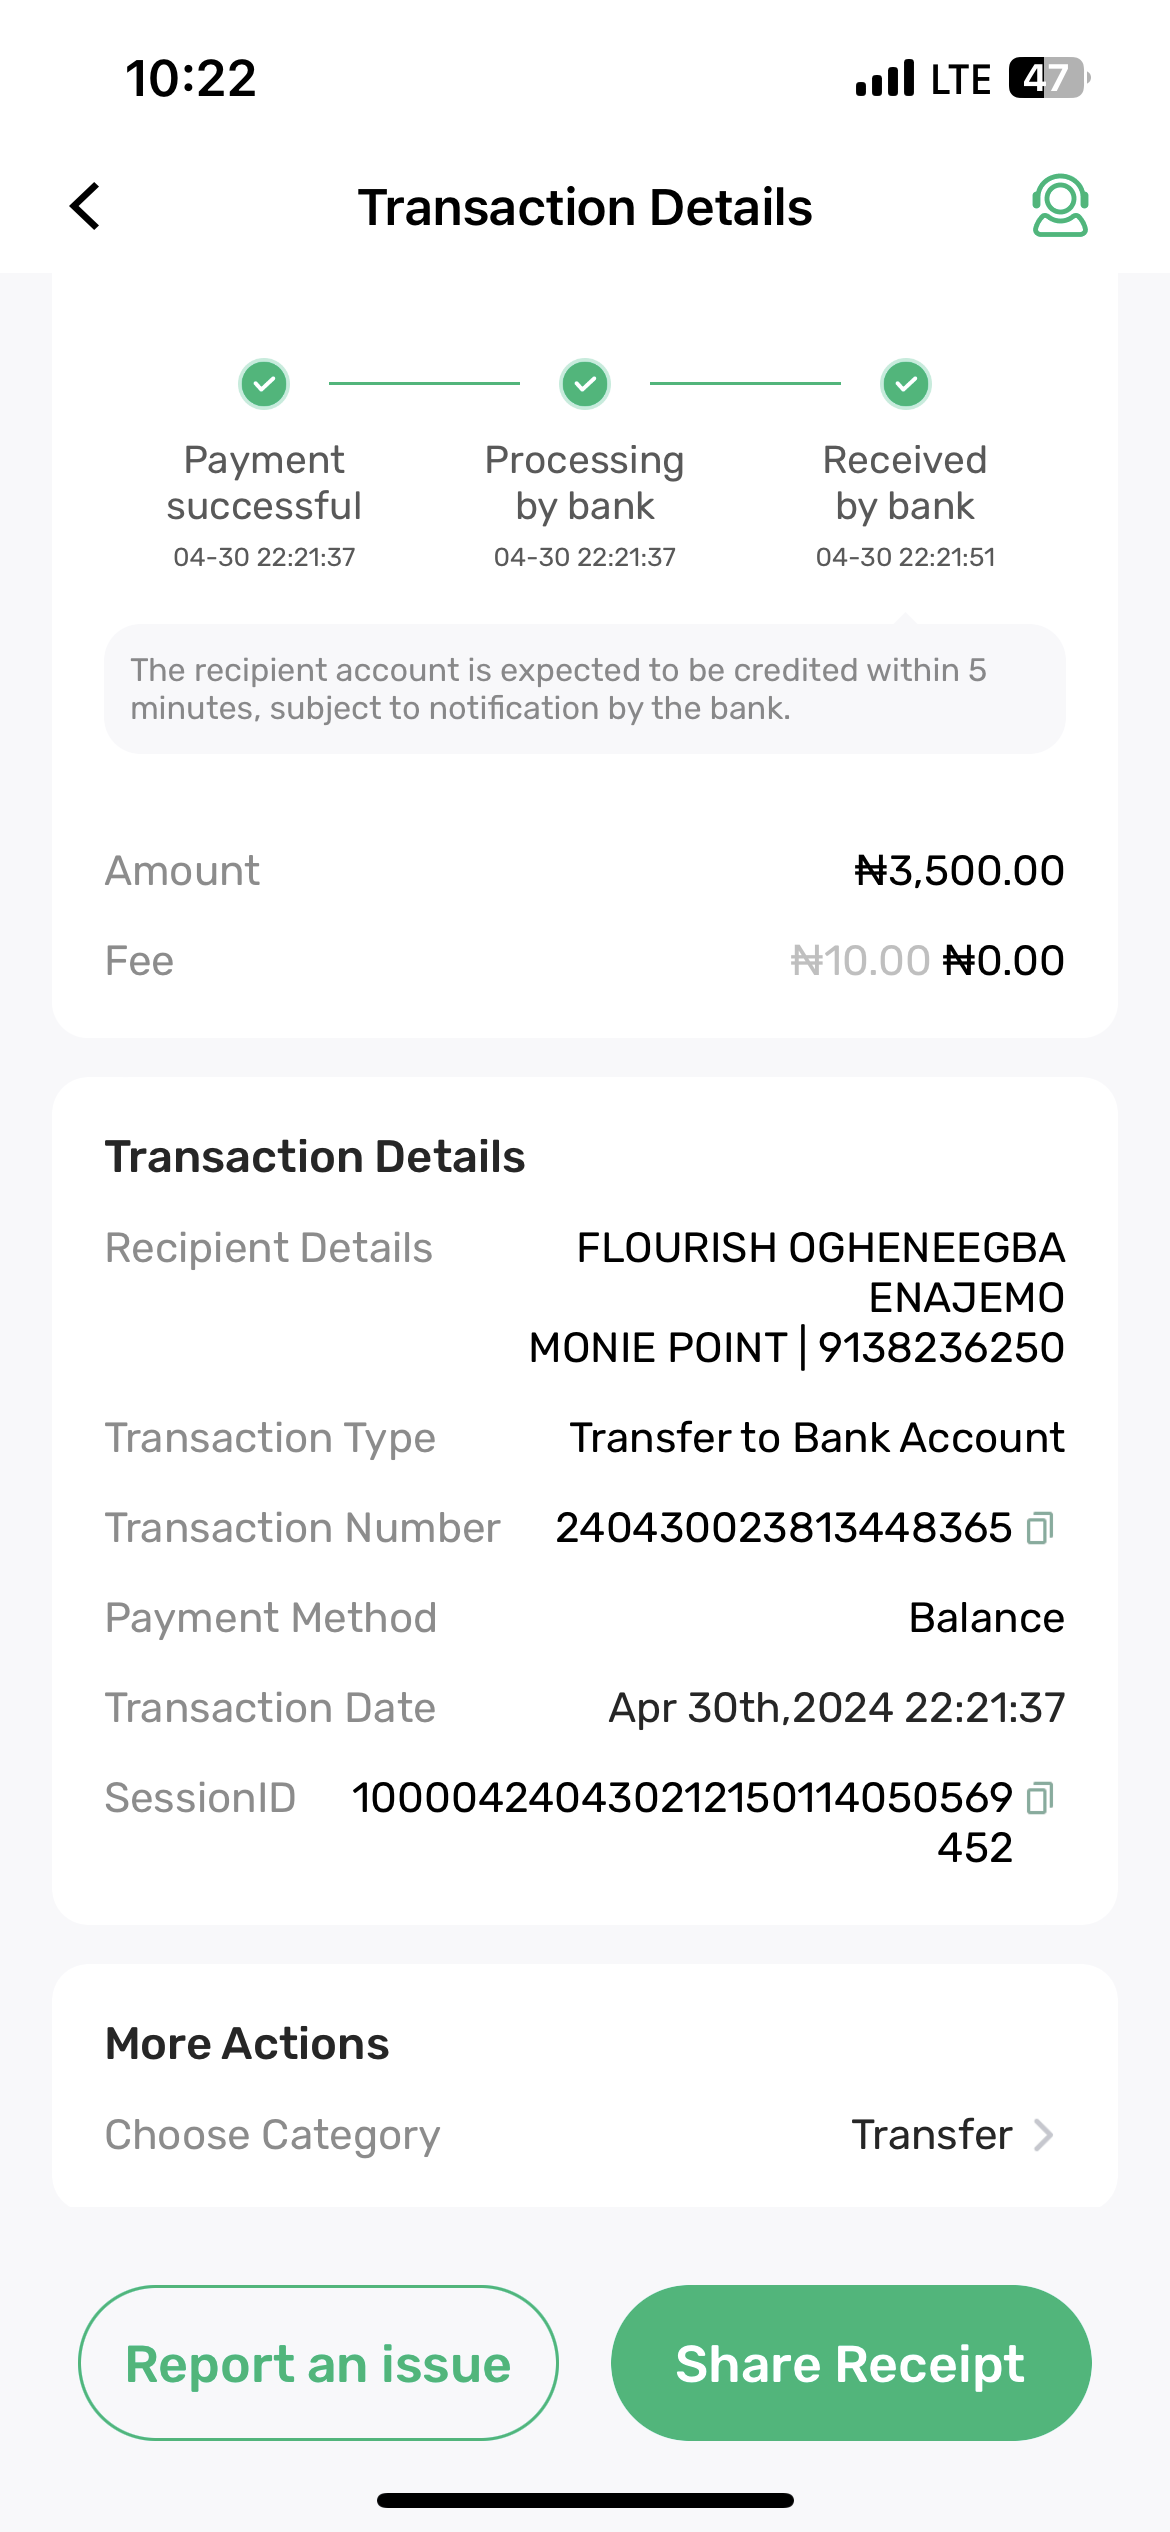 10:22 LTE 47
Transaction Details
Payment successful
04-30 22:21:37
Processing by bank
04-30 22:21:37
Received by bank
04-30 22:21:51
The recipient account is expected to be credited within 5
minutes, subject to notification by the bank.
Amount ₦3,500.00
Fee ₦10.00 ₦0.00
Transaction Details
Recipient Details FLOURISH OGHENEEGBA
ENAJEMO
MONIE POINT | 9138236250
Transaction Type Transfer to Bank Account
Transaction Number 240430023813448365
Payment Method Balance
Transaction Date Apr 30th,2024 22:21:37
SessionID 100004240430212150114050569
452
More Actions
Choose Category Transfer
Report an issue Share Receipt